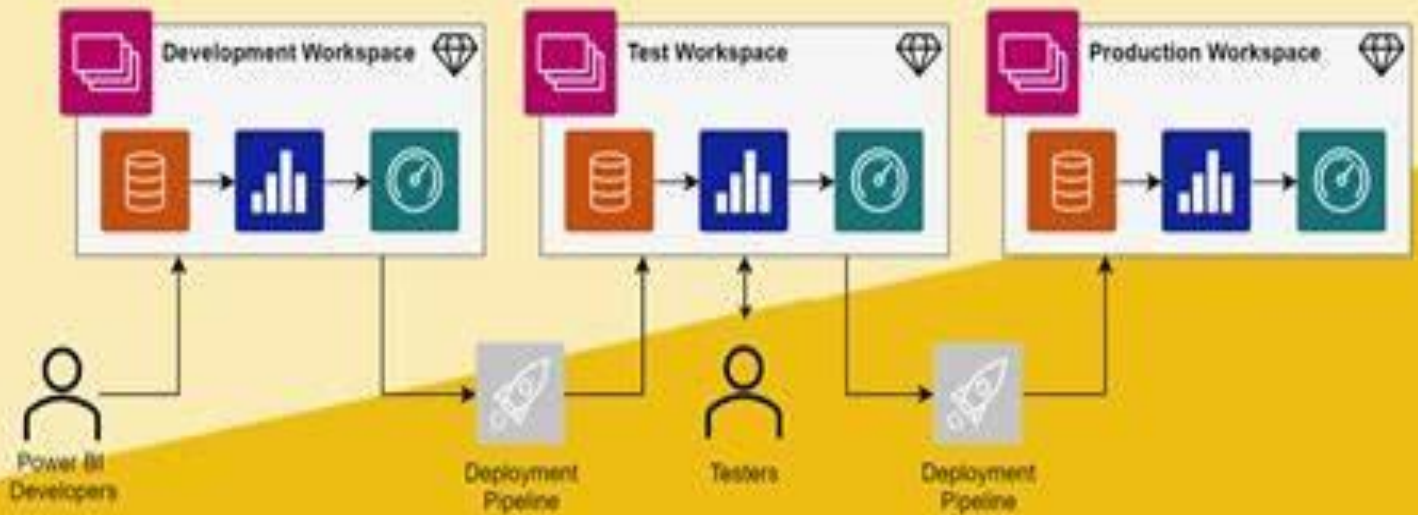 Development Workspace
Test Workspace
Production Workspace
Power BI
Developers
Deployment
Pipeline
Testers
Deployment
Pipeline